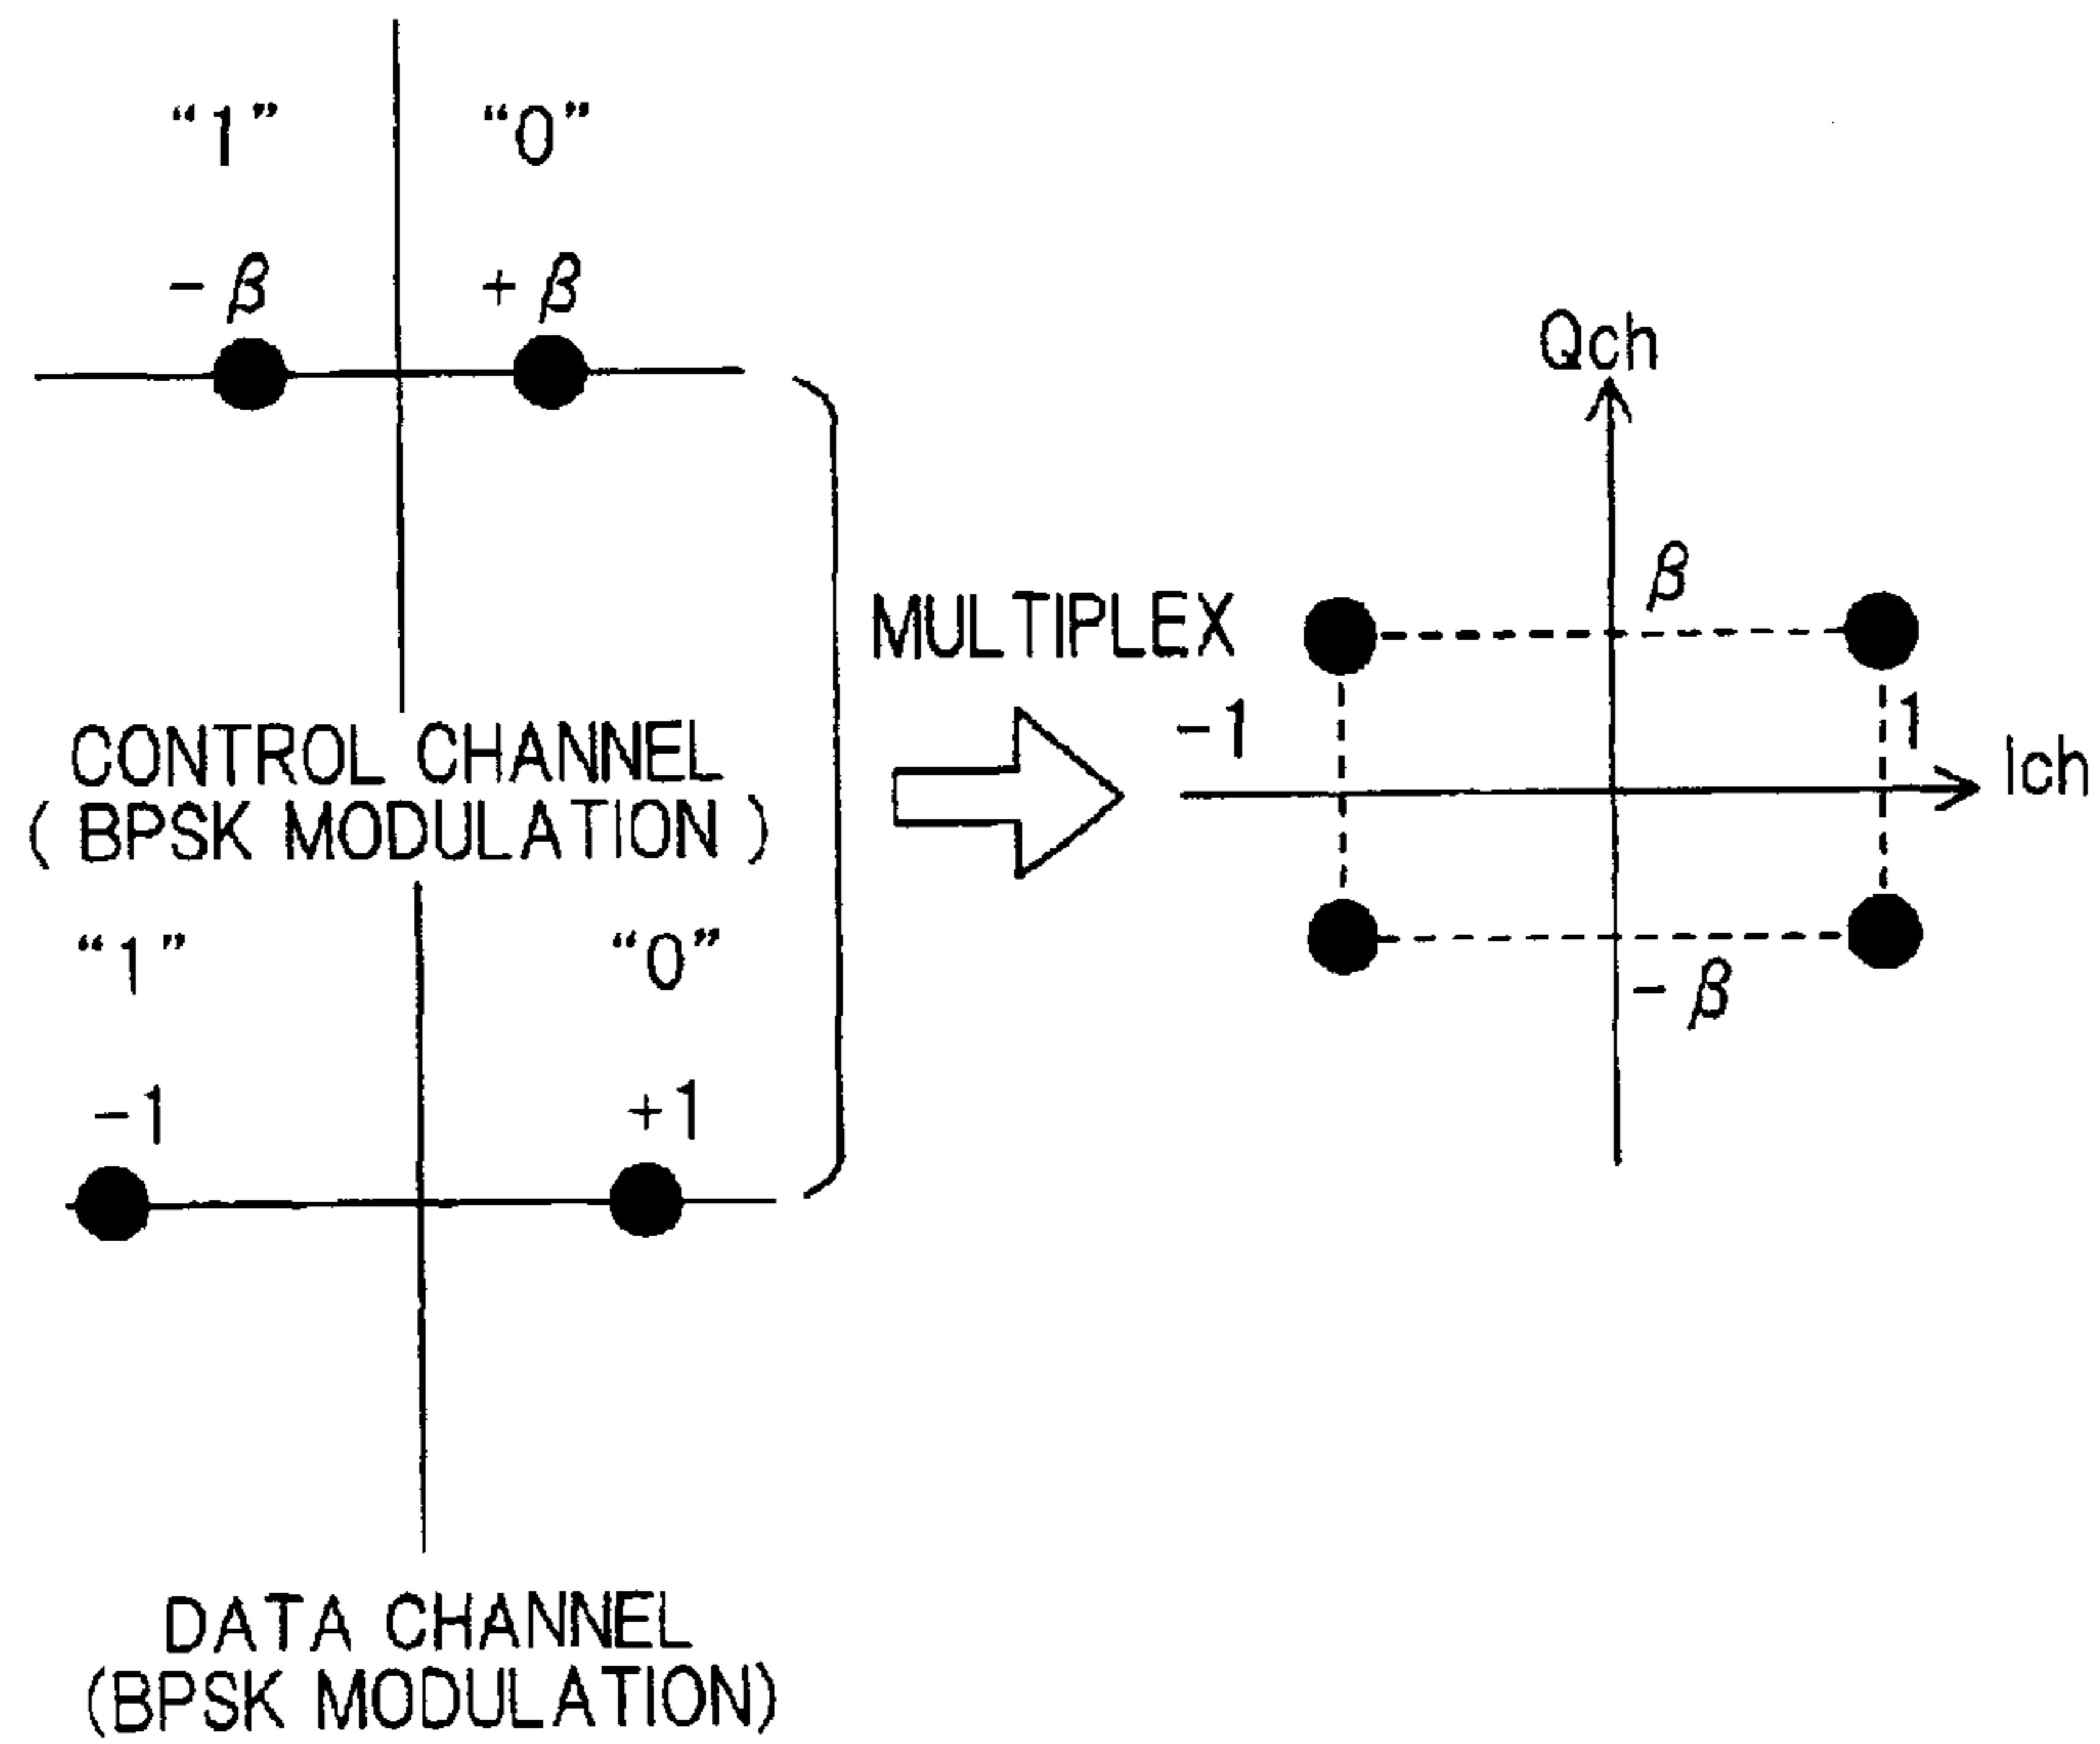 “1” “0”
- β + β
CONTROL CHANNEL
( BPSK MODULATION )
“1” “0”
-1 +1
DATA CHANNEL
(BPSK MODULATION)
MULTIPLEX
Qch
β
-1 1
Ich
- β